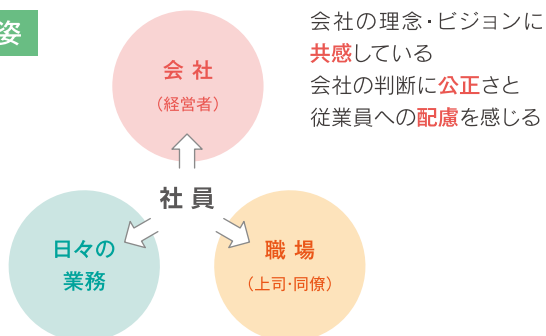 姿
会社の理念・ビジョンに
共感している
会社の判断に公正さと
従業員への配慮を感じる
会社
(経営者)
社員
日々の
業務
職場
(上司・同僚)